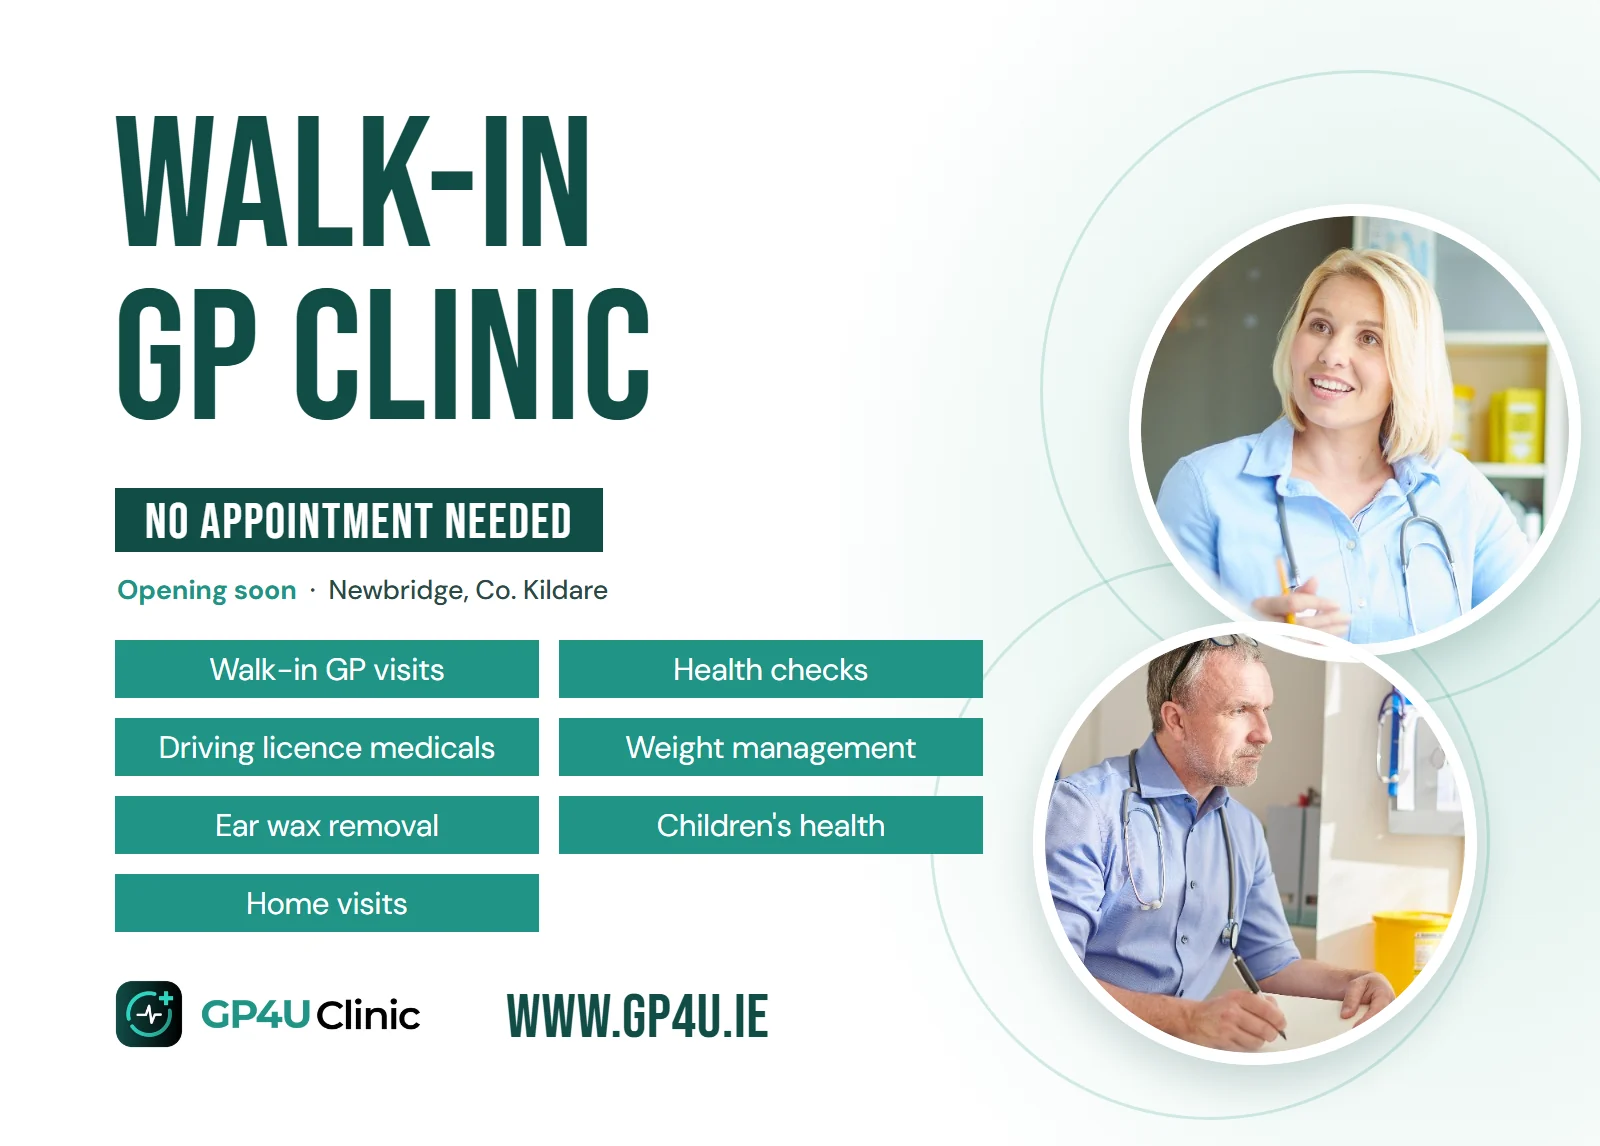 WALK-IN
GP CLINIC
NO APPOINTMENT NEEDED
Opening soon · Newbridge, Co. Kildare
Walk-in GP visits
Health checks
Driving licence medicals
Weight management
Ear wax removal
Children's health
Home visits
GP4U Clinic
WWW.GP4U.IE